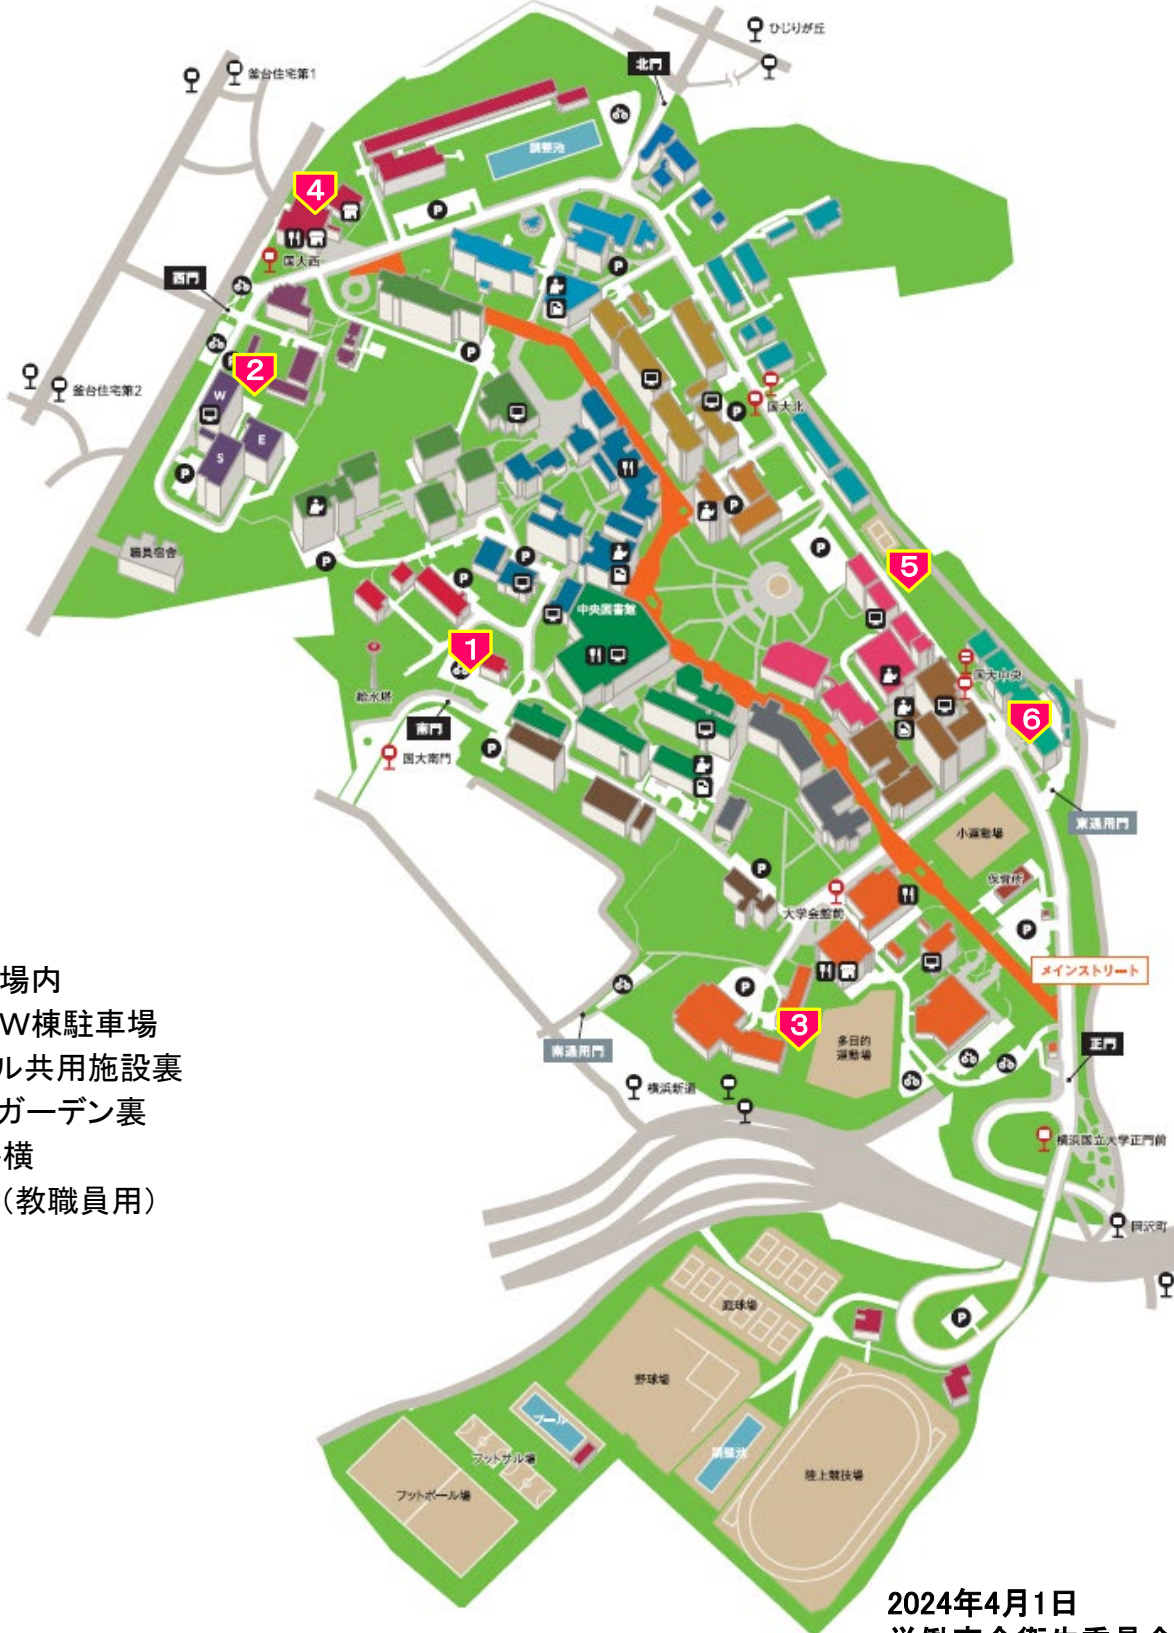 ひじりが丘
北門
釜台住宅第1
調整池
4
国大西
西門
釜台住宅第2
2
W
E
S
国大北
職員宿舎
5
中央図書館
1
給水塔
南門
国大南門
国大中央
6
東通用門
小運動場
保育所
大学会館前
場内
メインストリート
W棟駐車場
3
多目的
運動場
正門
南通用門
ル共用施設裏
横浜新道
ガーデン裏
横浜国立大学正門前
横
（教職員用）
岡沢町
庭球場
野球場
プール
調整池
フットサル場
陸上競技場
フットボール場
2024年4月1日